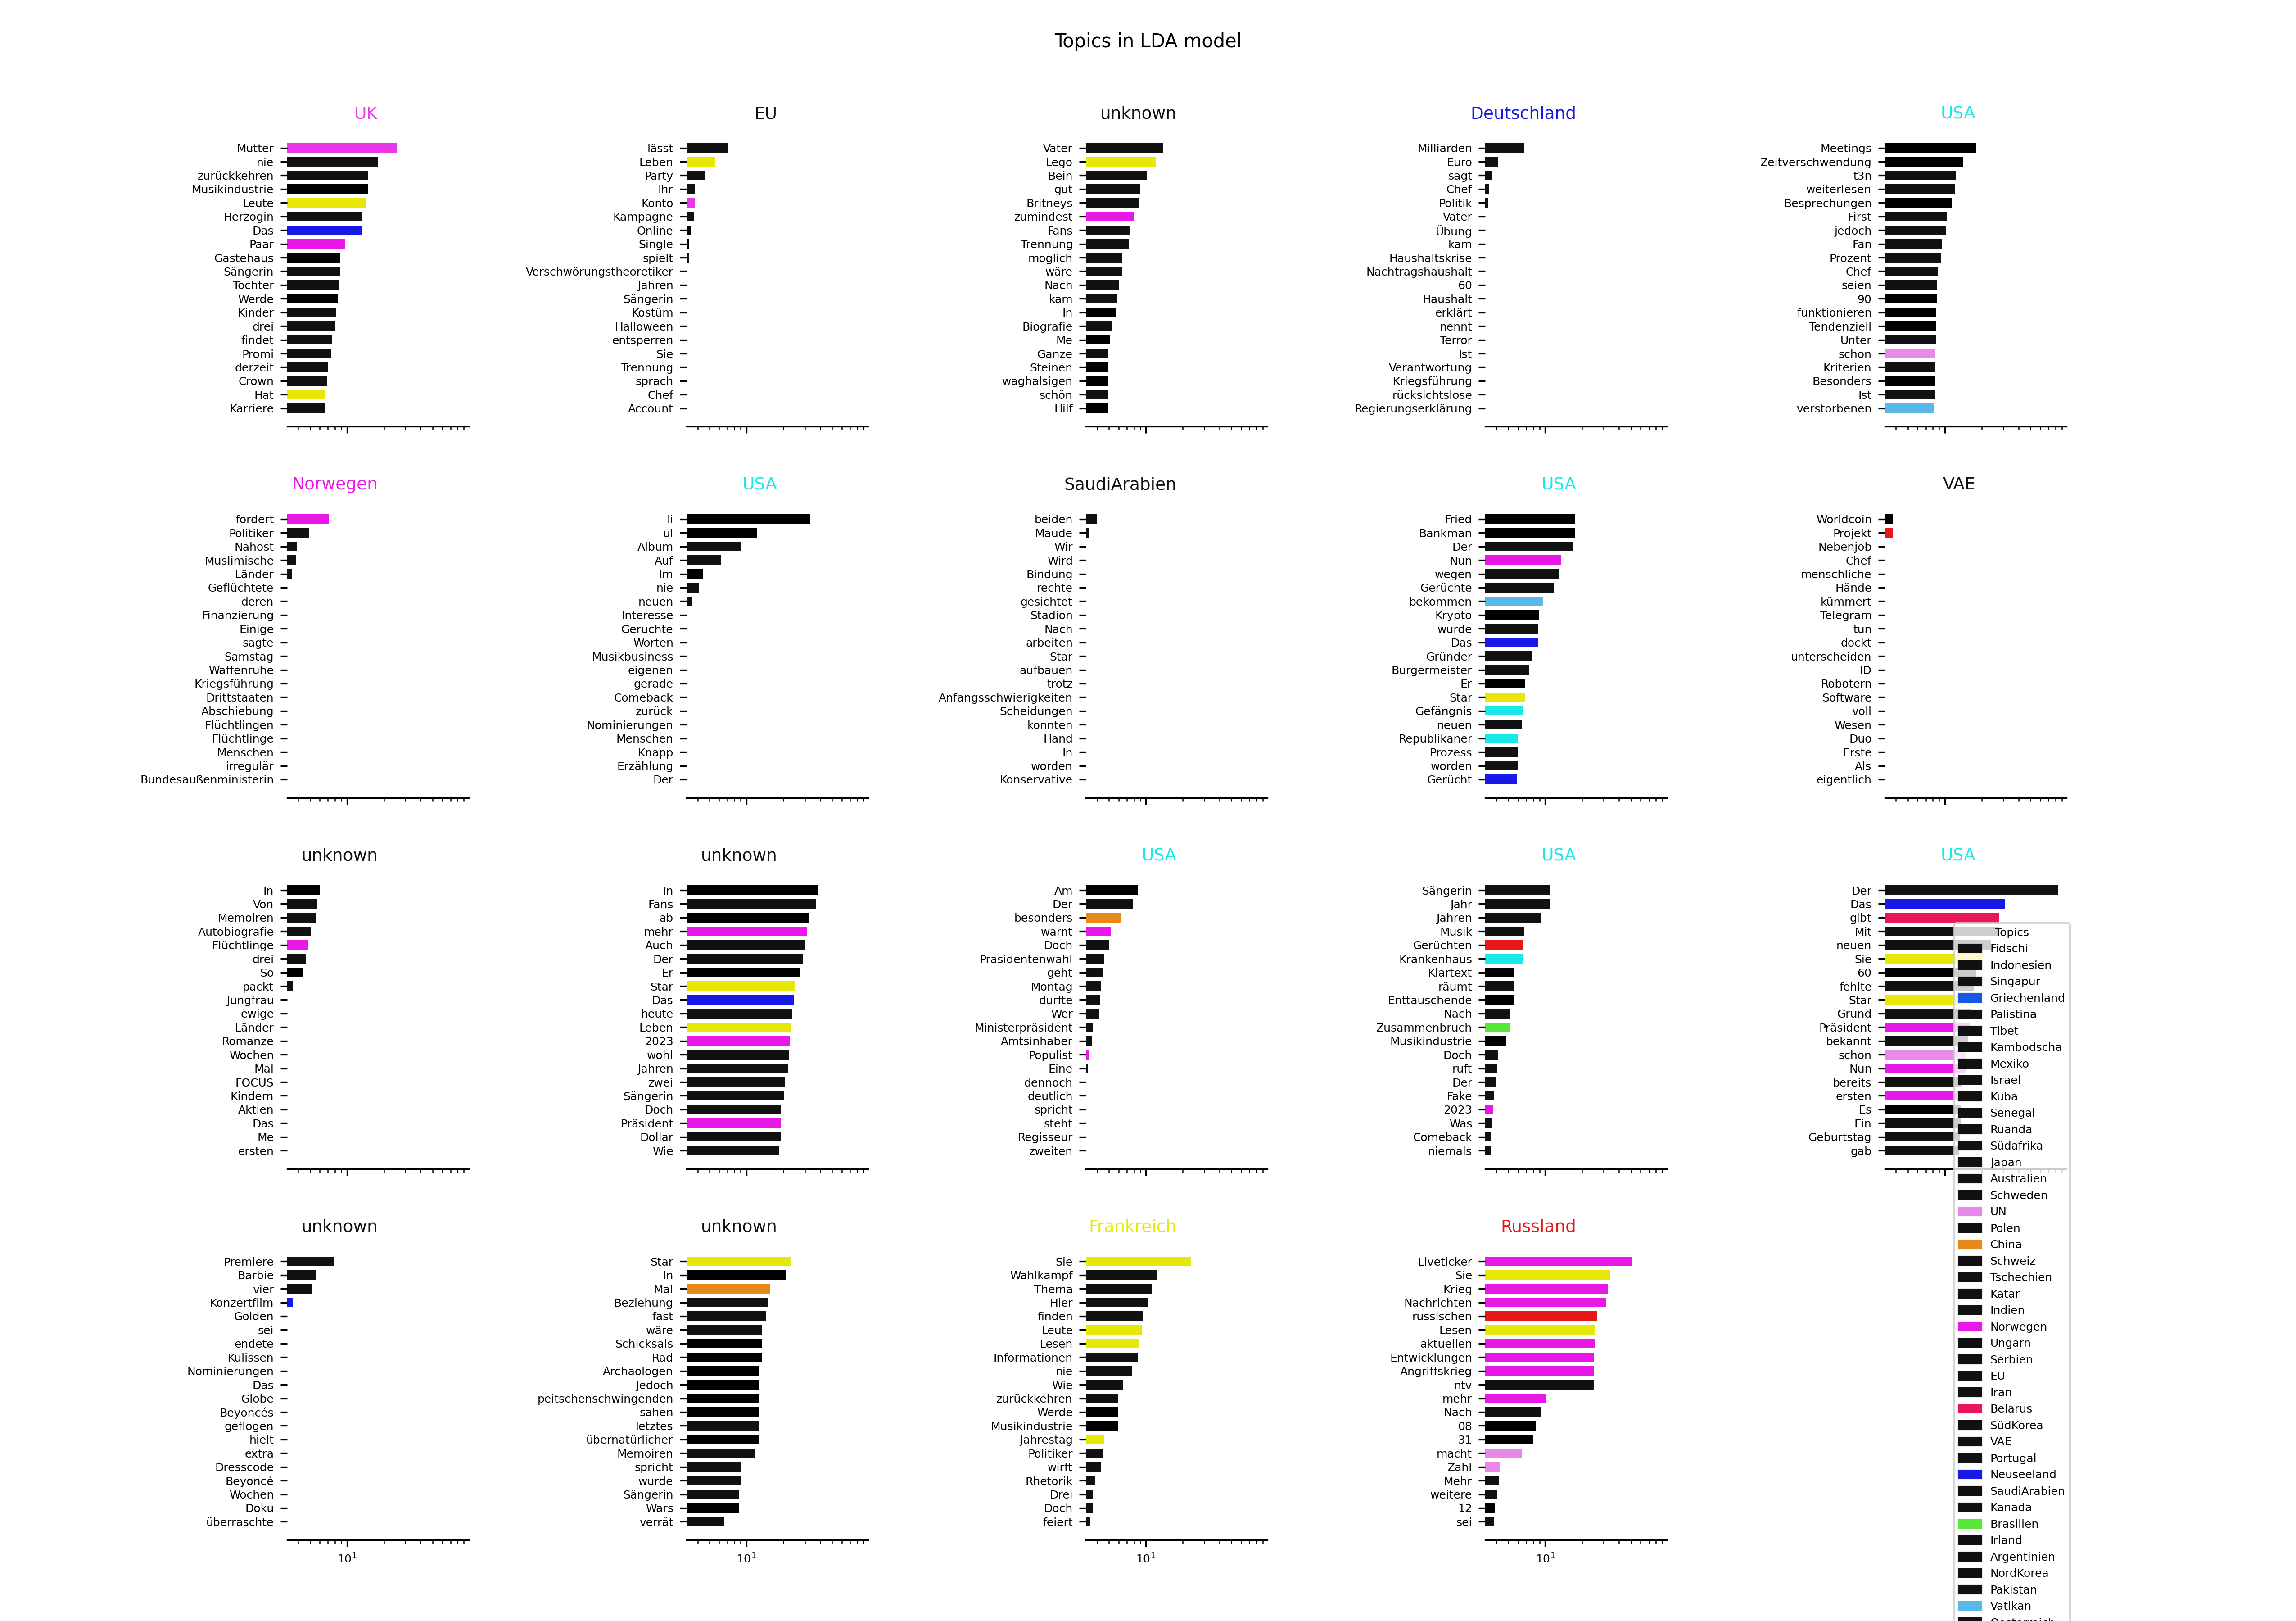 Topics in LDA model
UK
Mutter
nie
zurückkehren
Musikindustrie
Leute
Herzogin
Das
Paar
Gästehaus
Sängerin
Tochter
Werde
Kinder
drei
findet
Promi
derzeit
Crown
Hat
Karriere
EU
lässt
Leben
Party
Ihr
Konto
Kampagne
Online
Single
spielt
Verschwörungstheoretiker
Jahren
Sängerin
Kostüm
Halloween
entsperren
Sie
Trennung
sprach
Chef
Account
unknown
Vater
Lego
Bein
gut
Britneys
zumindest
Fans
Trennung
möglich
wäre
Nach
kam
In
Biografie
Me
Ganze
Steinen
waghalsigen
schön
Hilf
Deutschland
Milliarden
Euro
sagt
Chef
Politik
Vater
Übung
kam
Haushaltskrise
Nachtragshaushalt
60
Haushalt
erklärt
nennt
Terror
Ist
Verantwortung
Kriegsführung
rücksichtslose
Regierungserklärung
USA
Meetings
Zeitverschwendung
t3n
weiterlesen
Besprechungen
First
jedoch
Fan
Prozent
Chef
seien
90
funktionieren
Tendenziell
Unter
schon
Kriterien
Besonders
Ist
verstorbenen
Norwegen
fordert
Politiker
Nahost
Muslimische
Länder
Geflüchtete
deren
Finanzierung
Einige
sagte
Samstag
Waffenruhe
Kriegsführung
Drittstaaten
Abschiebung
Flüchtlingen
Flüchtlinge
Menschen
irregulär
Bundesaußenministerin
USA
li
ul
Album
Auf
Im
nie
neuen
Interesse
Gerüchte
Worten
Musikbusiness
eigenen
gerade
Comeback
zurück
Nominierungen
Menschen
Knapp
Erzählung
Der
SaudiArabien
beiden
Maude
Wir
Wird
Bindung
rechte
gesichtet
Stadion
Nach
arbeiten
Star
aufbauen
trotz
Anfangsschwierigkeiten
Scheidungen
konnten
Hand
In
worden
Konservative
USA
Fried
Bankman
Der
Nun
wegen
Gerüchte
bekommen
Krypto
wurde
Das
Gründer
Bürgermeister
Er
Star
Gefängnis
neuen
Republikaner
Prozess
worden
Gerücht
VAE
Worldcoin
Projekt
Nebenjob
Chef
menschliche
Hände
kümmert
Telegram
tun
dockt
unterscheiden
ID
Robotern
Software
voll
Wesen
Duo
Erste
Als
eigentlich
unknown
In
Von
Memoiren
Autobiografie
Flüchtlinge
drei
So
packt
Jungfrau
ewige
Länder
Romanze
Wochen
Mal
FOCUS
Kindern
Aktien
Das
Me
ersten
unknown
In
Fans
ab
mehr
Auch
Der
Er
Star
Das
heute
Leben
2023
wohl
Jahren
zwei
Sängerin
Doch
Präsident
Dollar
Wie
USA
Am
Der
besonders
warnt
Doch
Präsidentenwahl
geht
Montag
dürfte
Wer
Ministerpräsident
Amtsinhaber
Populist
Eine
dennoch
deutlich
spricht
steht
Regisseur
zweiten
USA
Sängerin
Jahr
Jahren
Musik
Gerüchten
Krankenhaus
Klartext
räumt
Enttäuschende
Nach
Zusammenbruch
Musikindustrie
Doch
ruft
Der
Fake
2023
Was
Comeback
niemals
USA
Der
Das
gibt
Mit
neuen
Sie
60
fehlte
Star
Grund
Präsident
bekannt
schon
Nun
bereits
ersten
Es
Ein
Geburtstag
gab
unknown
Premiere
Barbie
vier
Konzertfilm
Golden
sei
endete
Kulissen
Nominierungen
Das
Globe
Beyoncés
geflogen
hielt
extra
Dresscode
Beyoncé
Wochen
Doku
überraschte
10¹
unknown
Star
In
Mal
Beziehung
fast
wäre
Schicksals
Rad
Archäologen
Jedoch
peitschenschwingenden
sahen
letztes
übernatürlicher
Memoiren
spricht
wurde
Sängerin
Wars
verrät
10¹
Frankreich
Sie
Wahlkampf
Thema
Hier
finden
Leute
Lesen
Informationen
nie
Wie
zurückkehren
Werde
Musikindustrie
Jahrestag
Politiker
wirft
Rhetorik
Drei
Doch
feiert
10¹
Russland
Liveticker
Sie
Krieg
Nachrichten
russischen
Lesen
aktuellen
Entwicklungen
Angriffskrieg
ntv
mehr
Nach
08
31
macht
Zahl
Mehr
weitere
12
sei
10¹
Topics
Fidschi
Indonesien
Singapur
Griechenland
Palistina
Tibet
Kambodscha
Mexiko
Israel
Kuba
Senegal
Ruanda
Südafrika
Japan
Australien
Schweden
UN
Polen
China
Schweiz
Tschechien
Katar
Indien
Norwegen
Ungarn
Serbien
EU
Iran
Belarus
SüdKorea
VAE
Portugal
Neuseeland
SaudiArabien
Kanada
Brasilien
Irland
Argentinien
NordKorea
Pakistan
Vatikan